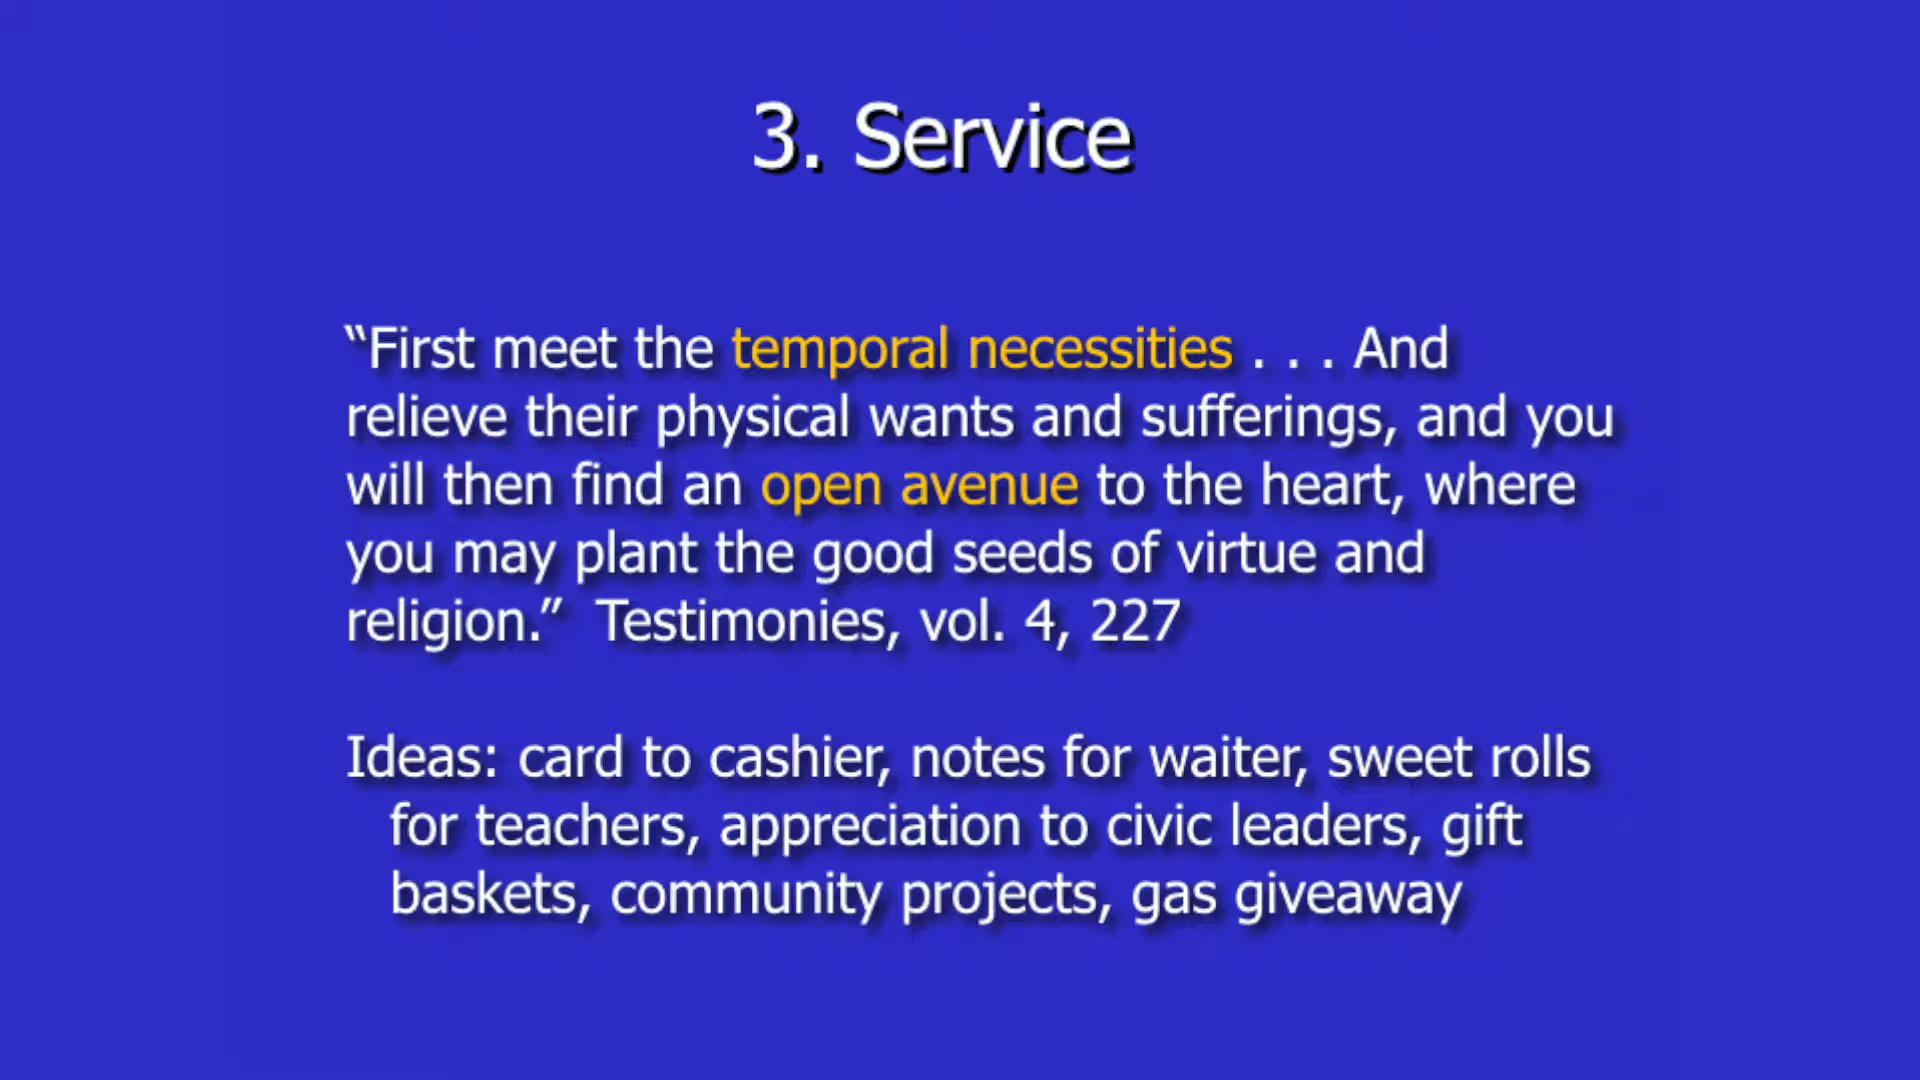 3. Service
“First meet the temporal necessities . . . And
relieve their physical wants and sufferings, and you
will then find an open avenue to the heart, where
you may plant the good seeds of virtue and
religion.”  Testimonies, vol. 4, 227
Ideas: card to cashier, notes for waiter, sweet rolls
for teachers, appreciation to civic leaders, gift
baskets, community projects, gas giveaway